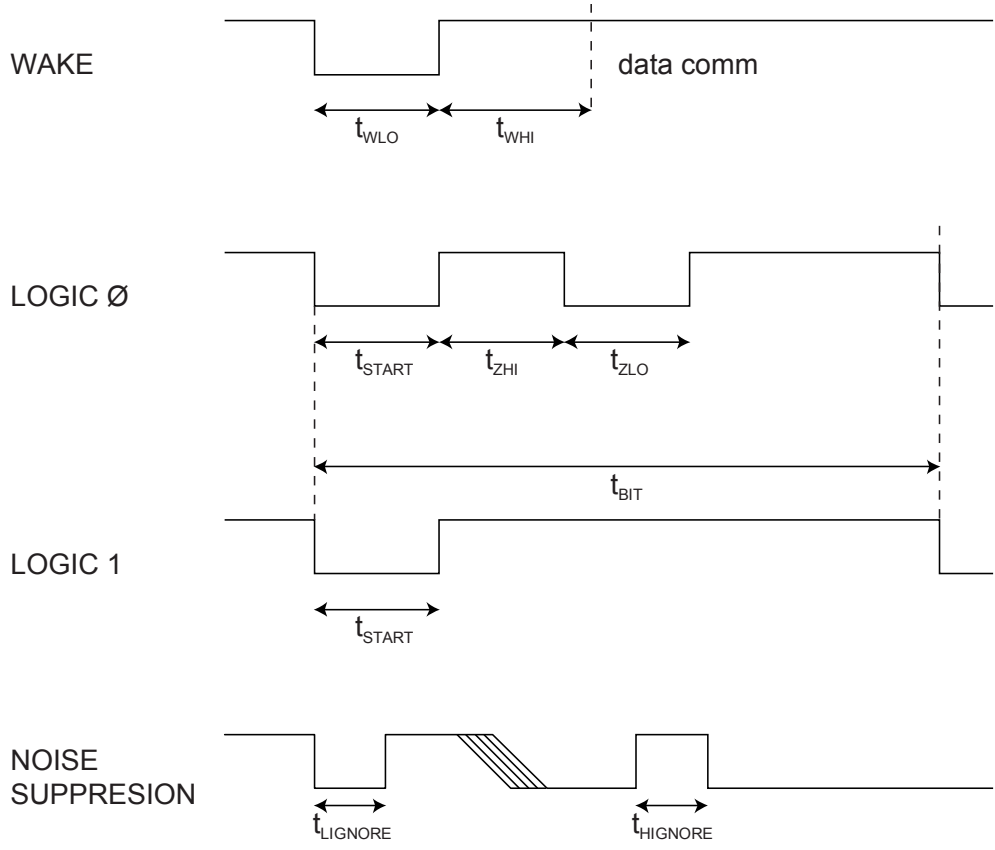 WAKE
data comm
tWLO
tWHI
LOGIC Ø
tSTART
tZHI
tZLO
tBIT
LOGIC 1
tSTART
NOISE
SUPPRESION
tLIGNORE
tHIGNORE